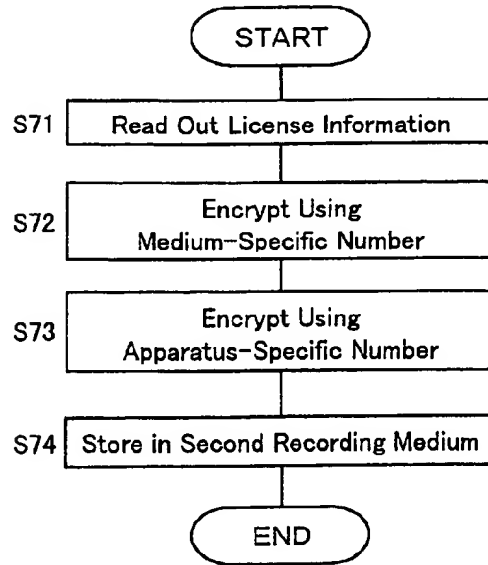 START
S71 Read Out License Information
S72 Encrypt Using
Medium-Specific Number
S73 Encrypt Using
Apparatus-Specific Number
S74 Store in Second Recording Medium
END